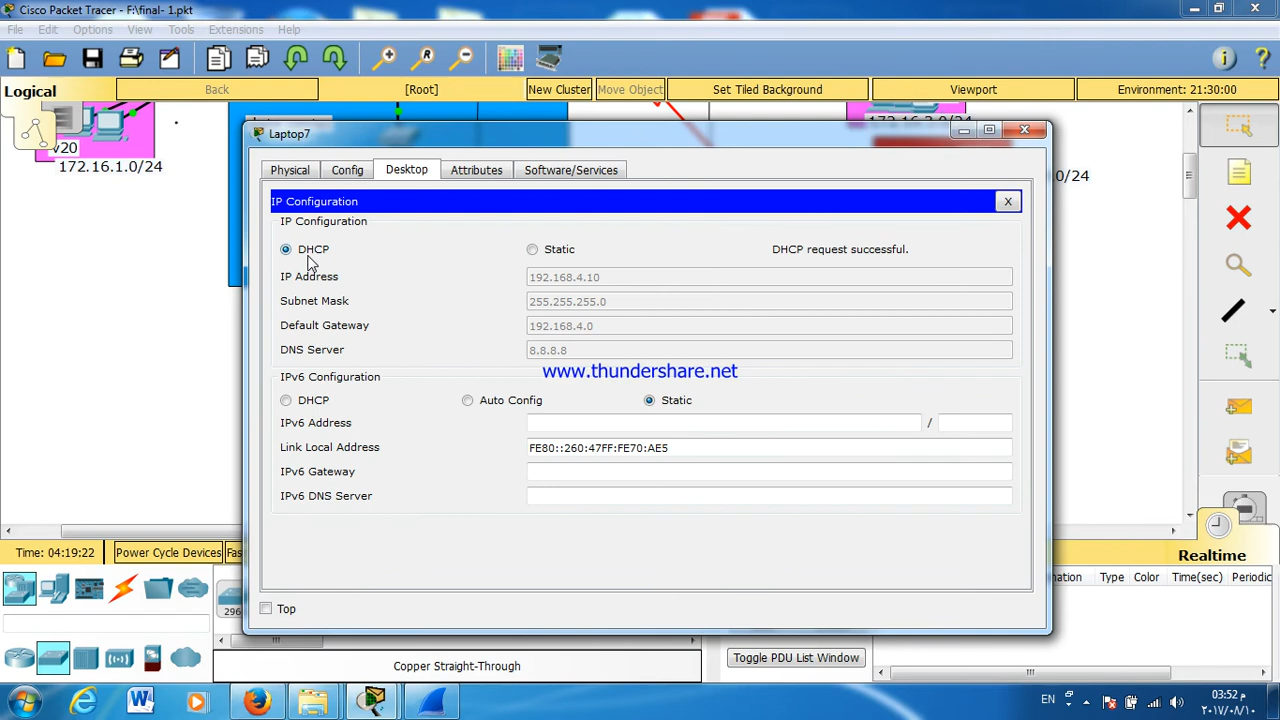 Cisco Packet Tracer - F:\final- 1.pkt
File Edit Options View Tools Extensions Help
Logical Back [Root] New Cluster Move Object Set Tiled Background Viewport Environment: 21:30:00
v20
172.16.1.0/24
Laptop7
Physical Config Desktop Attributes Software/Services
IP Configuration X
IP Configuration
DHCP Static DHCP request successful.
IP Address 192.168.4.10
Subnet Mask 255.255.255.0
Default Gateway 192.168.4.0
DNS Server 8.8.8.8
www.thundershare.net
IPv6 Configuration
DHCP Auto Config Static
IPv6 Address /
Link Local Address FE80::260:47FF:FE70:AE5
IPv6 Gateway
IPv6 DNS Server
Top
Time: 04:19:22 Power Cycle Devices Realtime
Type Color Time(sec) Periodic
Copper Straight-Through
Toggle PDU List Window
EN 03:52 م
٢٠١٧/٠٨/١٠